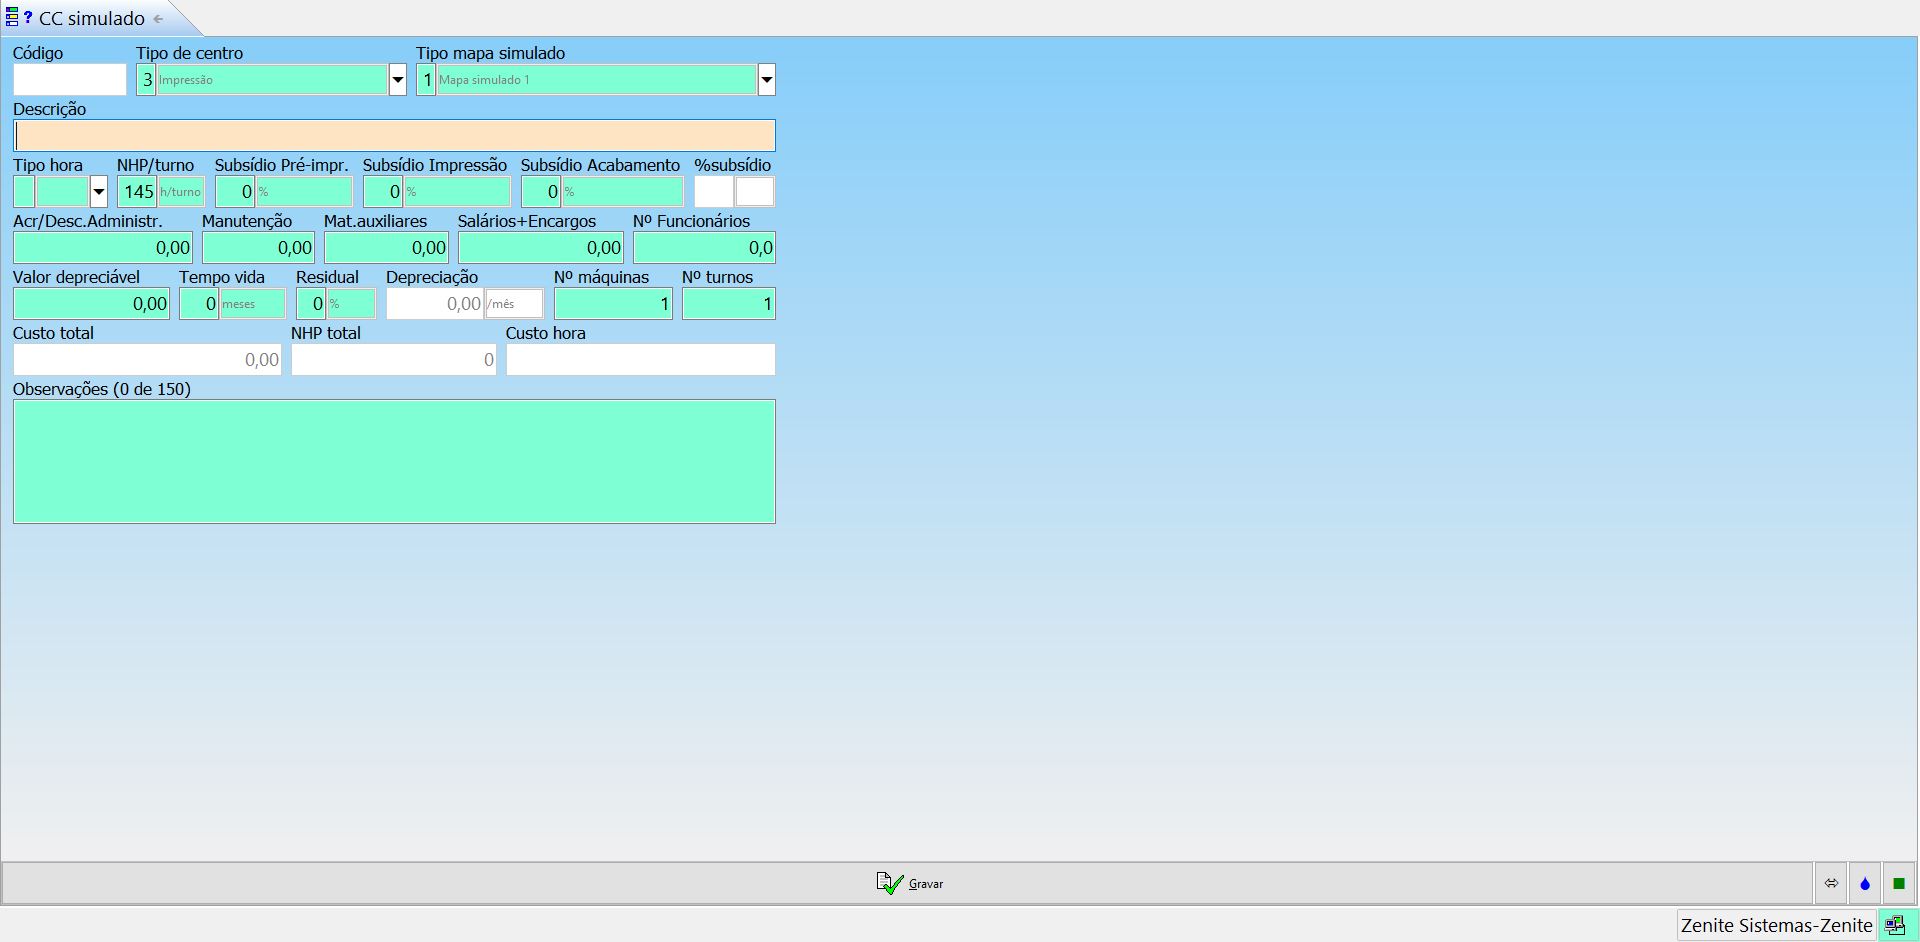 CC simulado
Código Tipo de centro Tipo mapa simulado
3 Impressão 1 Mapa simulado 1
Descrição
Tipo hora NHP/turno Subsídio Pré-impr. Subsídio Impressão Subsídio Acabamento %subsídio
145 h/turno 0 % 0 % 0 %
Acr/Desc.Administr. Manutenção Mat.auxiliares Salários+Encargos Nº Funcionários
0,00 0,00 0,00 0,00 0,0
Valor depreciável Tempo vida Residual Depreciação Nº máquinas Nº turnos
0,00 0 meses 0 % 0,00 /mês 1 1
Custo total NHP total Custo hora
0,00 0
Observações (0 de 150)
Gravar
Zenite Sistemas-Zenite